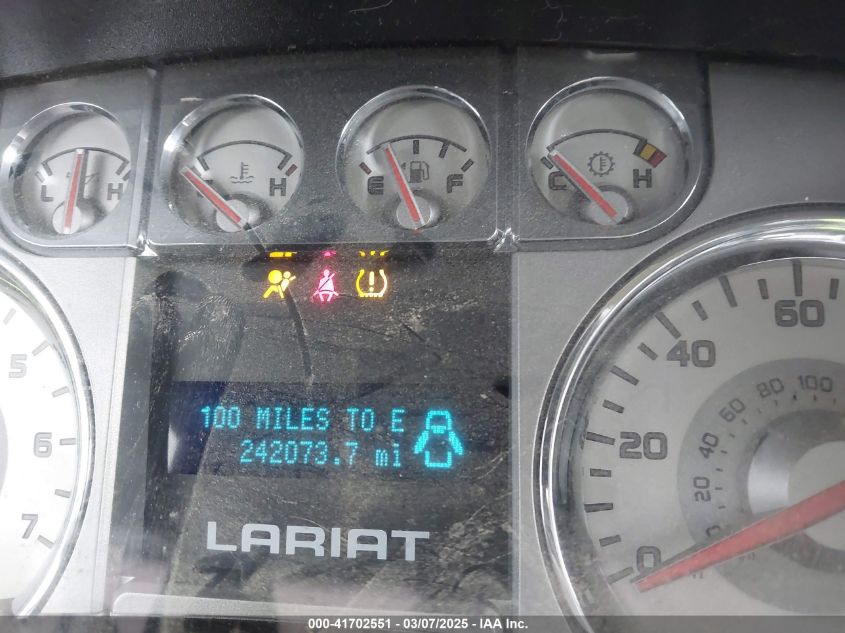 L H
H
E F
C H
5
6
7
100 MILES TO E
242073.7 mi
LARIAT
0 20 40 60
0 20 40 60 80 100
000-41702551 - 03/07/2025 - IAA Inc.